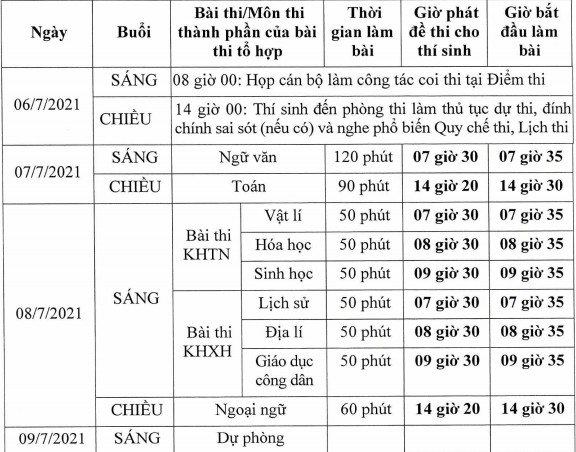 Ngày
Buổi
Bài thi/Môn thi
thành phần của bài
thi tổ hợp
Thời
gian làm
bài
Giờ phát
đề thi cho
thí sinh
Giờ bắt
đầu làm
bài
06/7/2021
SÁNG
08 giờ 00: Họp cán bộ làm công tác coi thi tại Điểm thi
CHIỀU
14 giờ 00: Thí sinh đến phòng thi làm thủ tục dự thi, đính
chính sai sót (nếu có) và nghe phổ biến Quy chế thi, Lịch thi
07/7/2021
SÁNG
Ngữ văn
120 phút
07 giờ 30
07 giờ 35
CHIỀU
Toán
90 phút
14 giờ 20
14 giờ 30
08/7/2021
SÁNG
Bài thi
KHTN
Vật lí
50 phút
07 giờ 30
07 giờ 35
Hóa học
50 phút
08 giờ 30
08 giờ 35
Sinh học
50 phút
09 giờ 30
09 giờ 35
Bài thi
KHXH
Lịch sử
50 phút
07 giờ 30
07 giờ 35
Địa lí
50 phút
08 giờ 30
08 giờ 35
Giáo dục
công dân
50 phút
09 giờ 30
09 giờ 35
CHIỀU
Ngoại ngữ
60 phút
14 giờ 20
14 giờ 30
09/7/2021
SÁNG
Dự phòng